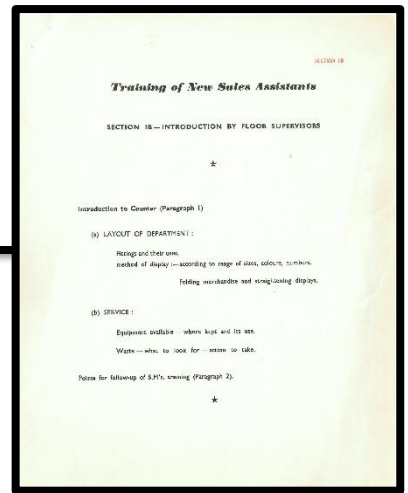 SECTION 1B
Training of New Sales Assistants
SECTION 1B — INTRODUCTION BY FLOOR SUPERVISORS
Introduction to Counter (Paragraph 1)
(a) LAYOUT OF DEPARTMENT :
Fittings and their uses.
method of display :— according to range of sizes, colours, numbers.
Folding merchandise and straightening displays.
(b) SERVICE :
Equipment available — where kept and its use.
Waste — what to look for — action to take.
Points for follow-up of S.M's. training (Paragraph 2).